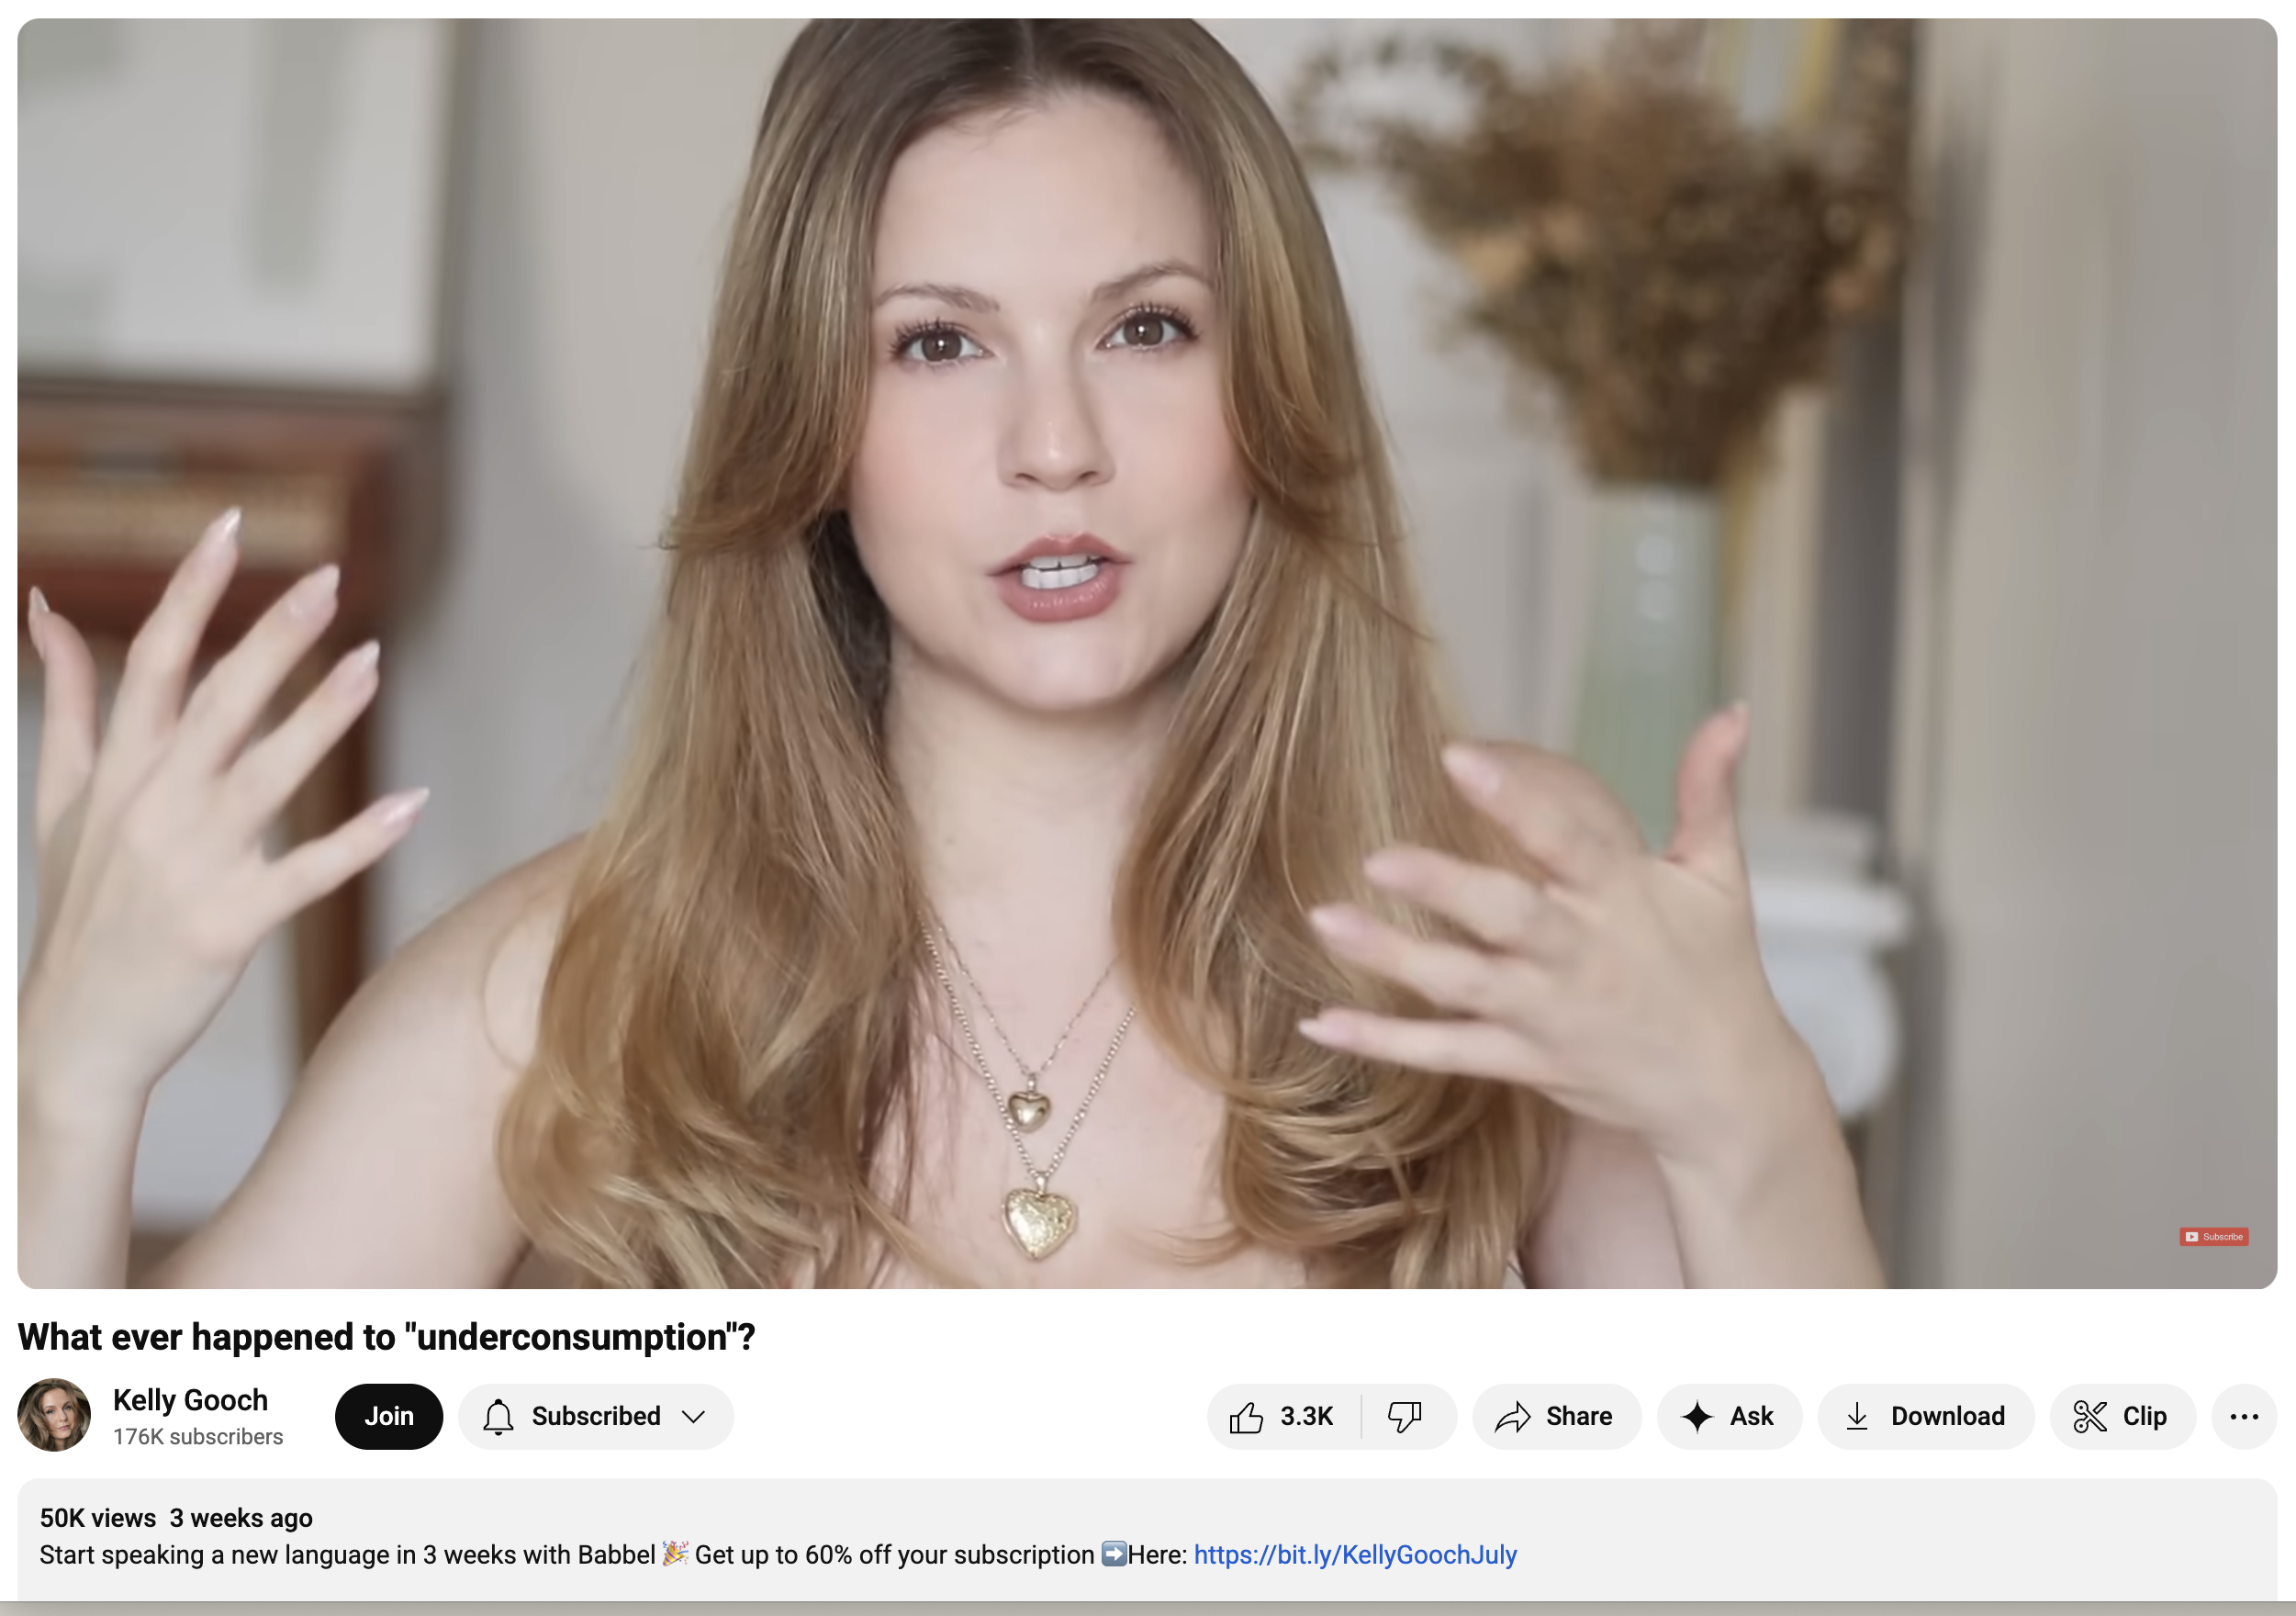 Subscribe
What ever happened to "underconsumption"?
Kelly Gooch
176K subscribers
Join
Subscribed
3.3K
Share
Ask
Download
Clip
50K views 3 weeks ago
Start speaking a new language in 3 weeks with Babbel 🎉 Get up to 60% off your subscription ➡️Here: https://bit.ly/KellyGoochJuly